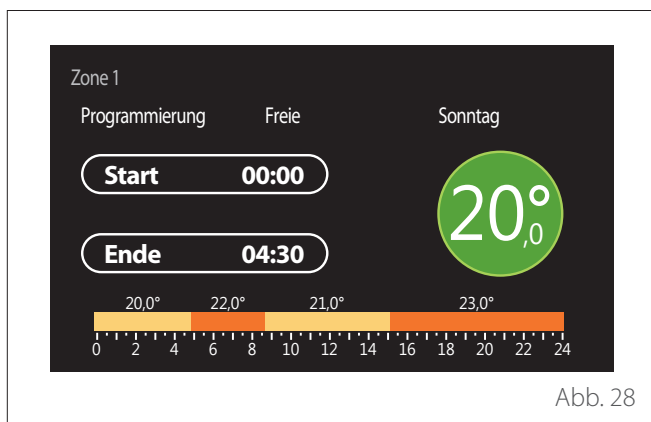 Zone 1
Programmierung Freie Sonntag
Start 00:00
20°,0
Ende 04:30
20,0° 22,0° 21,0° 23,0°
0 2 4 6 8 10 12 14 16 18 20 22 24
Abb. 28